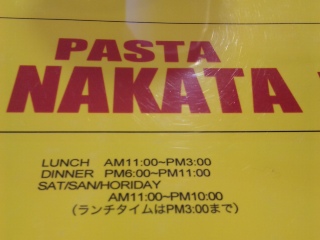 PASTA
NAKATA
LUNCH AM11:00~PM3:00
DINNER PM6:00~PM11:00
SAT/SAN/HORIDAY
AM11:00~PM10:00
(ランチタイムはPM3:00まで)